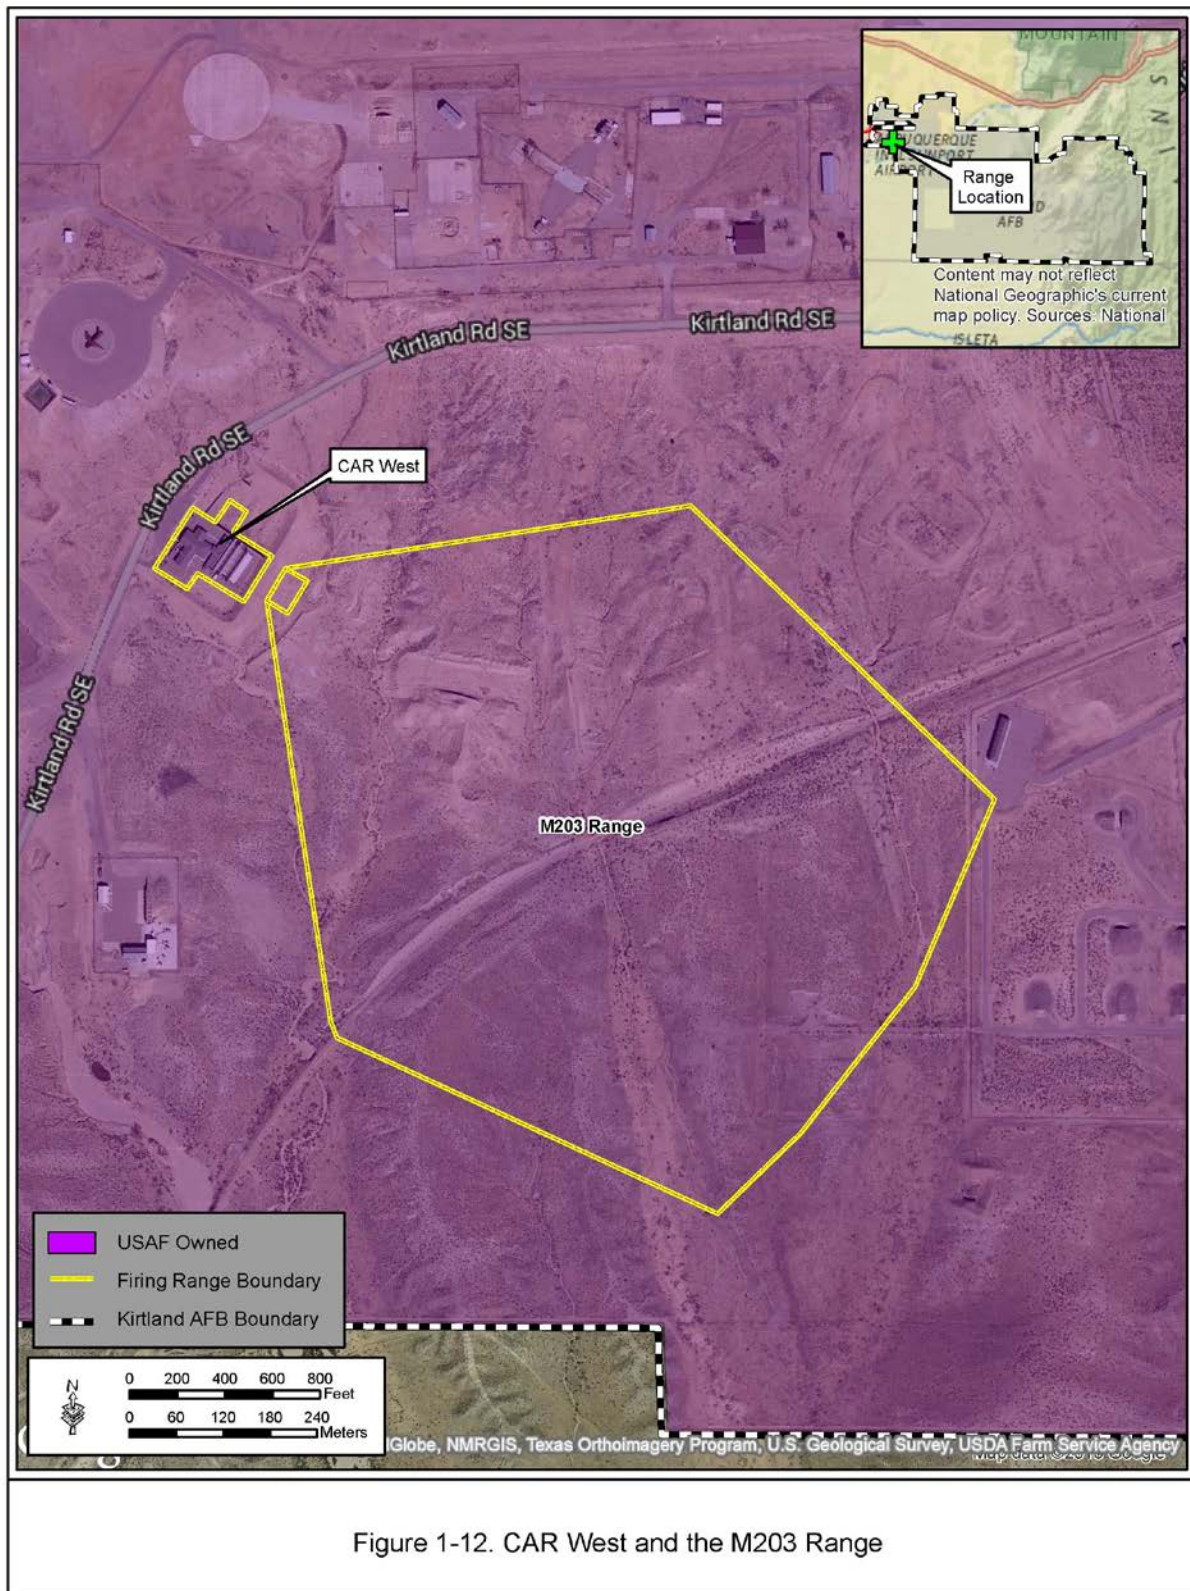 MOUNTAIN
Range
Location
AFB
Content may not reflect
National Geographic's current
map policy. Sources: National
ISLETA
Kirtland Rd SE
Kirtland Rd SE
Kirtland Rd SE
CAR West
Kirtland Rd SE
M203 Range
USAF Owned
Firing Range Boundary
Kirtland AFB Boundary
N
0 200 400 600 800
Feet
0 60 120 180 240
Meters
Globe, NMRGIS, Texas Orthoimagery Program, U.S. Geological Survey, USDA Farm Service Agency
Figure 1-12. CAR West and the M203 Range